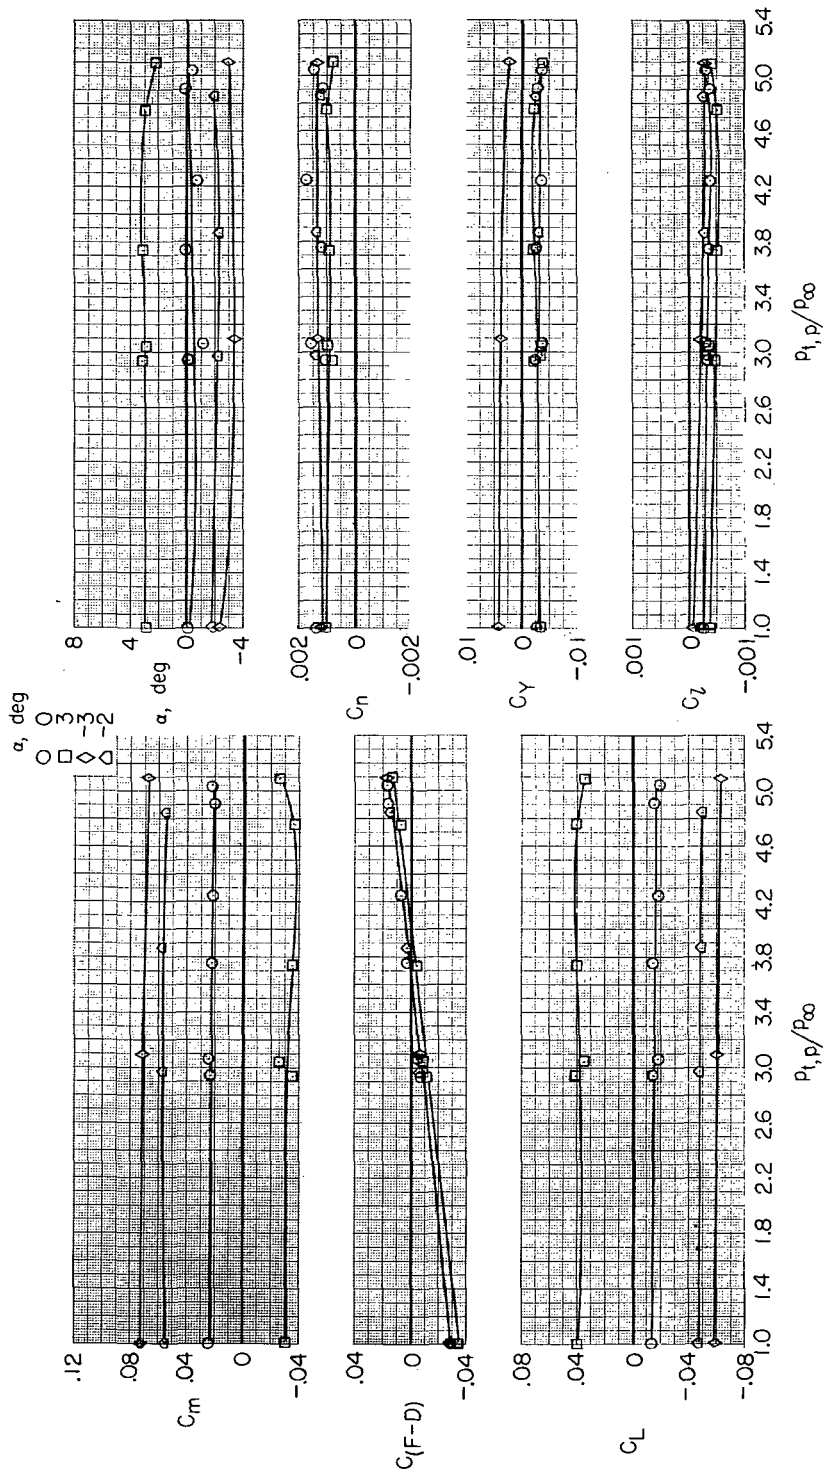 α, deg
○ 0
□ 3
◇ -3
-2
.12
.08
.04
0
-.04
C_m
.04
0
-.04
C_(F-D)
.08
.04
0
-.04
-.08
C_L
1.0 1.4 1.8 2.2 2.6 3.0 3.4 3.8 4.2 4.6 5.0 5.4
p_t,p/p_∞
8
4
0
-4
α, deg
.002
0
-.002
C_n
.01
0
-.01
C_Y
.001
0
-.001
C_l
1.0 1.4 1.8 2.2 2.6 3.0 3.4 3.8 4.2 4.6 5.0 5.4
p_t,p/p_∞